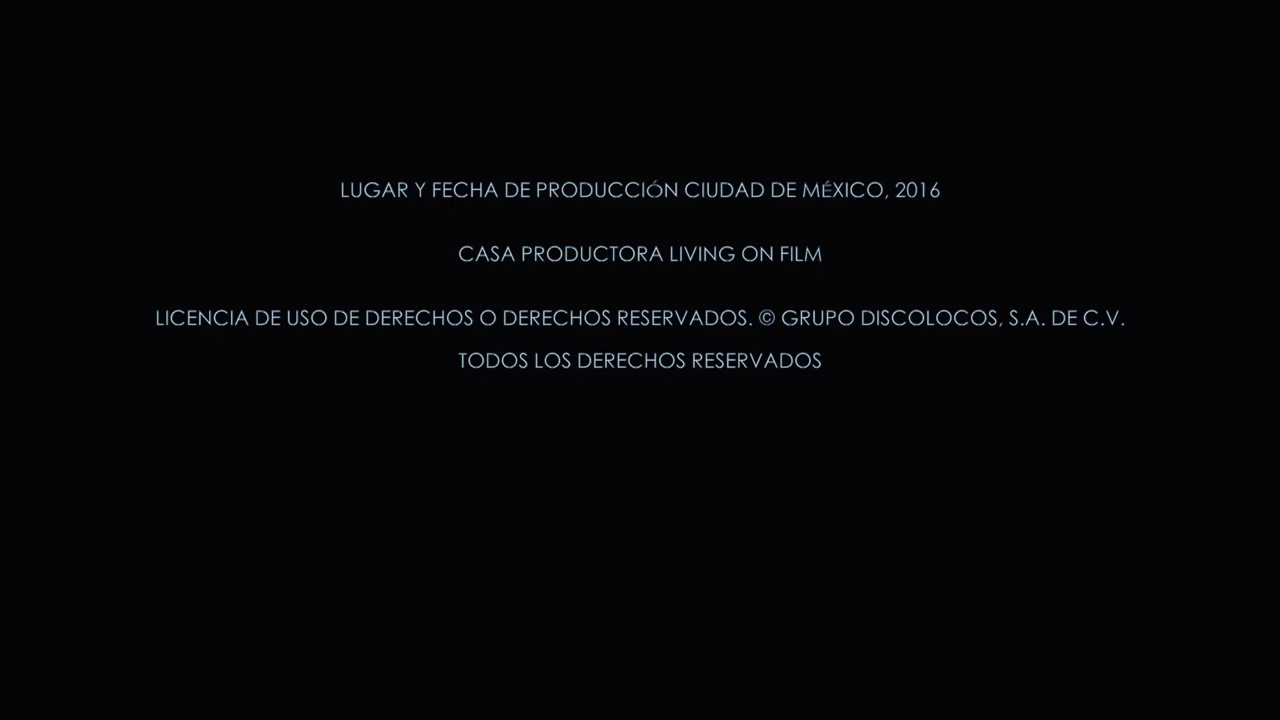 LUGAR Y FECHA DE PRODUCCIÓN CIUDAD DE MÉXICO, 2016
CASA PRODUCTORA LIVING ON FILM
LICENCIA DE USO DE DERECHOS O DERECHOS RESERVADOS. © GRUPO DISCOLOCOS, S.A. DE C.V.
TODOS LOS DERECHOS RESERVADOS